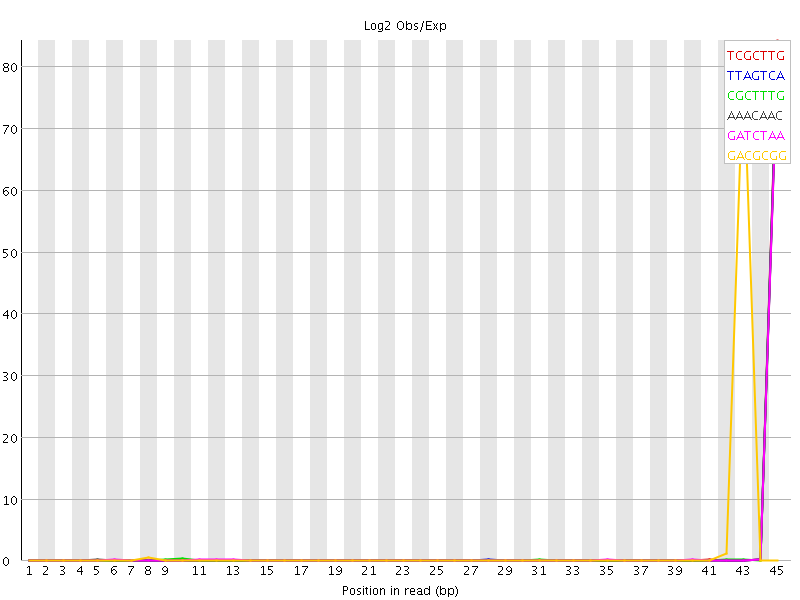 Log2 Obs/Exp
TCGCTTG
TTAGTCA
CGCTTTG
AAACAAC
GATCTAA
GACGCGG
80
70
60
50
40
30
20
10
0
1 2 3 4 5 6 7 8 9 11 13 15 17 19 21 23 25 27 29 31 33 35 37 39 41 43 45
Position in read (bp)